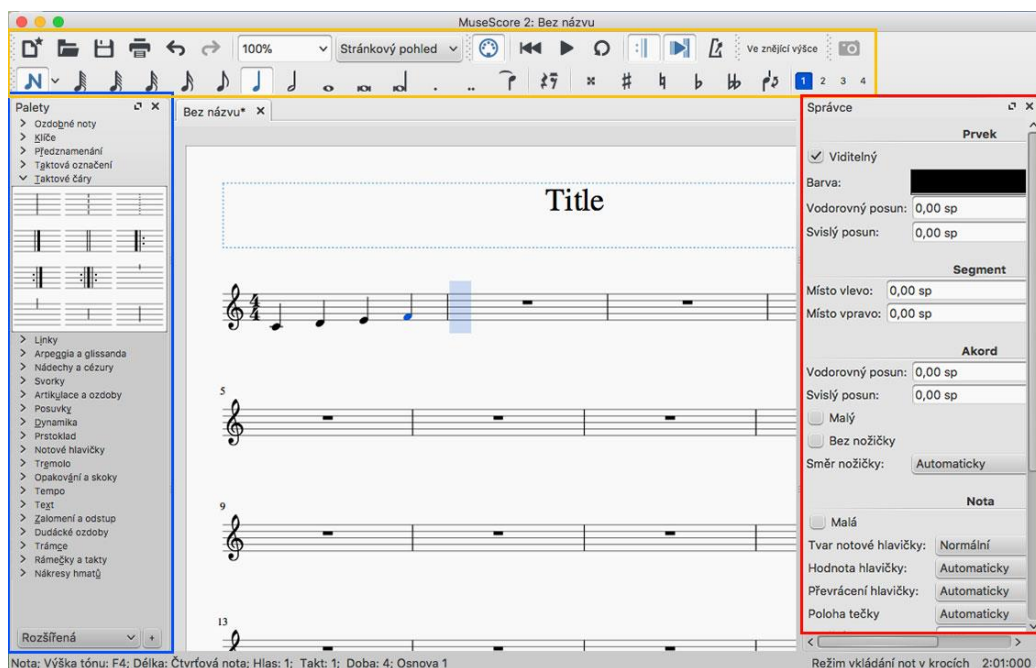 MuseScore 2: Bez názvu
100% Stránkový pohled Ve znějící výšce
1 2 3 4
Palety
Ozdobné noty
Klíče
Předznamenání
Taktová označení
Taktové čáry
Linky
Arpeggia a glissanda
Nádechy a cézury
Svorky
Artikulace a ozdoby
Posuvky
Dynamika
Prstoklad
Notové hlavičky
Tremolo
Opakování a skoky
Tempo
Text
Zalomení a odstup
Dudácké ozdoby
Trámce
Rámečky a takty
Nákresy hmatů
Rozšířená +
Bez názvu* X
Title
4
4
5
9
13
Správce
Prvek
Viditelný
Barva:
Vodorovný posun: 0,00 sp
Svislý posun: 0,00 sp
Segment
Místo vlevo: 0,00 sp
Místo vpravo: 0,00 sp
Akord
Vodorovný posun: 0,00 sp
Svislý posun: 0,00 sp
Malý
Bez nožičky
Směr nožičky: Automaticky
Nota
Malá
Tvar notové hlavičky: Normální
Hodnota hlavičky: Automaticky
Převrácení hlavičky: Automaticky
Poloha tečky Automaticky
Nota; Výška tónu: F4; Délka: Čtvrťová nota; Hlas: 1; Takt: 1; Doba: 4; Osnova 1 Režim vkládání not v krocích 2:01:000